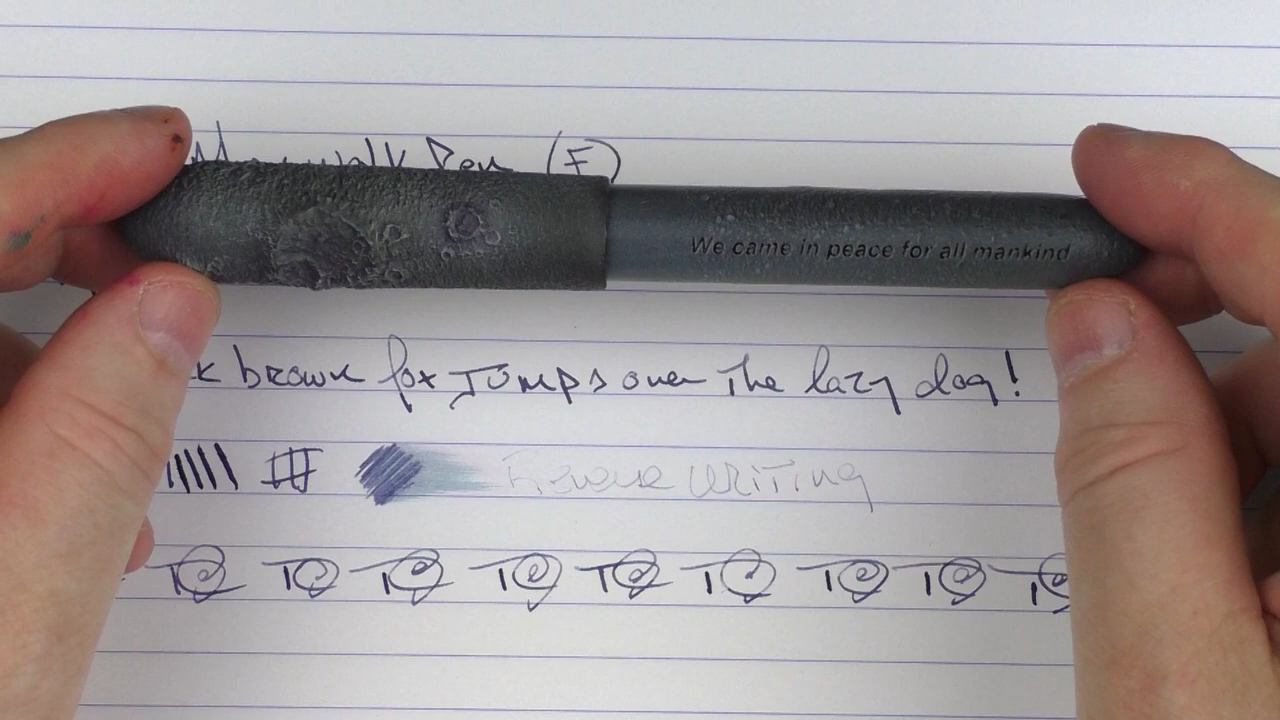 Moonwalk Pen (F)
We came in peace for all mankind
k brown fox Jumps over The lazy dog!
Reverse Writing